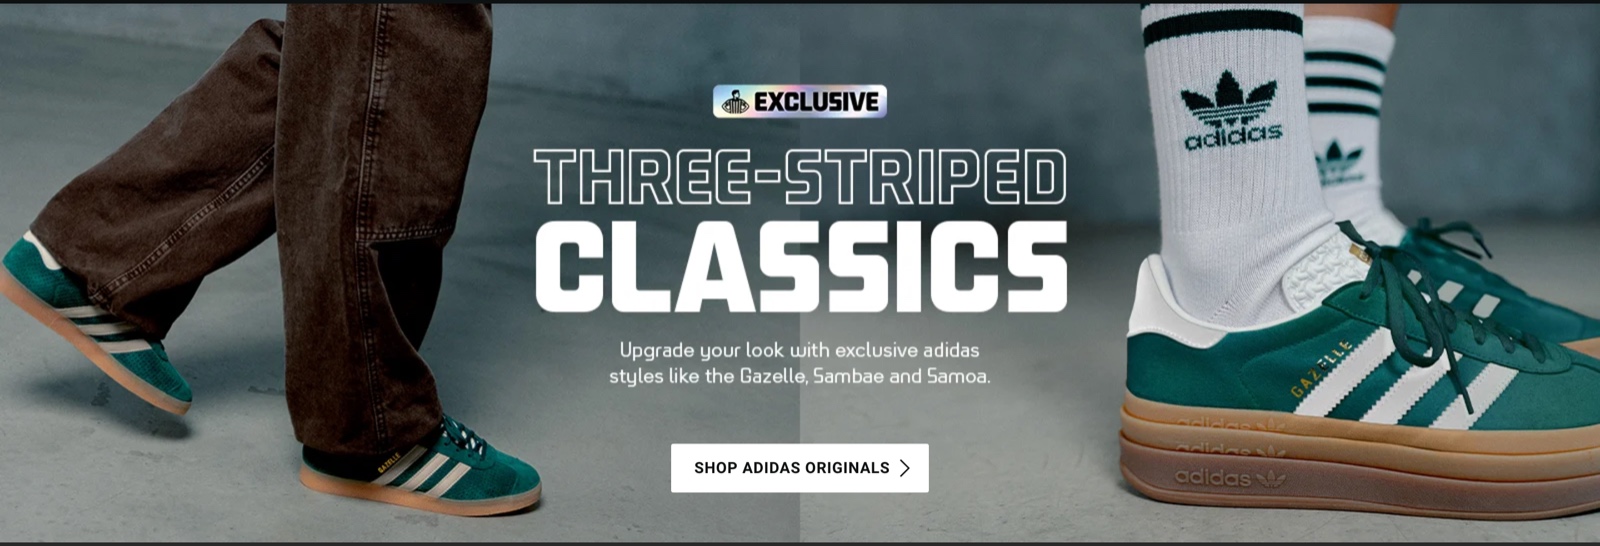 EXCLUSIVE
THREE-STRIPED
CLASSICS
Upgrade your look with exclusive adidas
styles like the Gazelle, Sambae and Samoa.
SHOP ADIDAS ORIGINALS
GAZELLE
adidas
adidas
GAZELLE
adidas
adidas
adidas